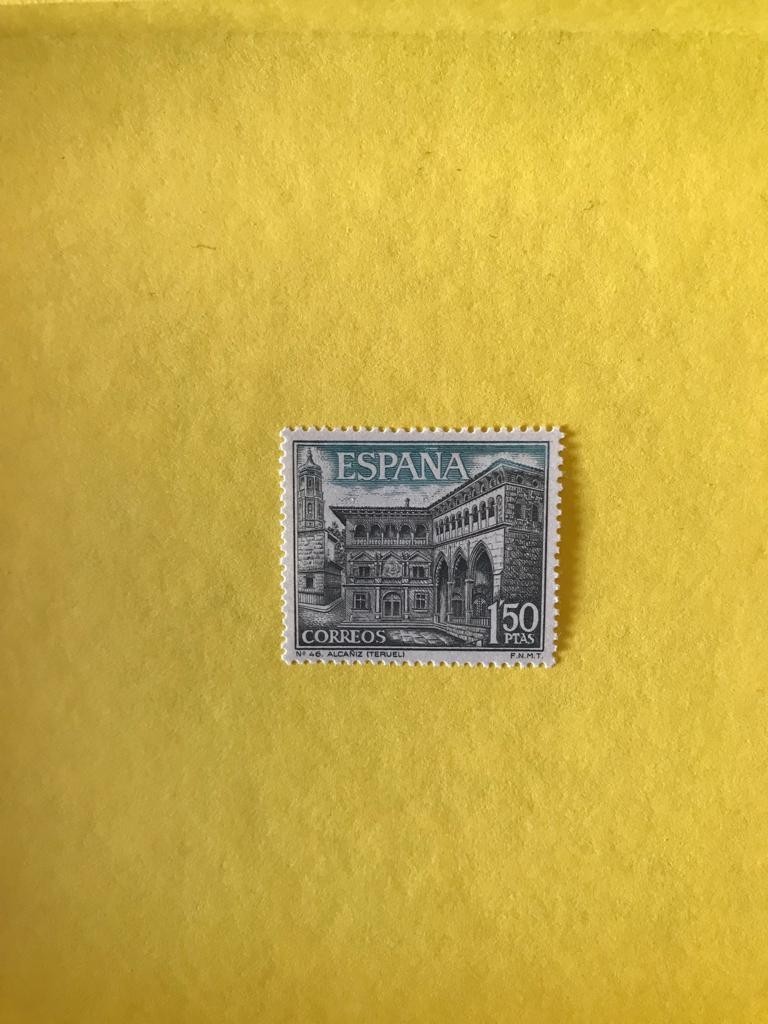 ESPAÑA
1'50
CORREOS PTAS
Nº 46. ALCAÑIZ (TERUEL) F.N.M.T.